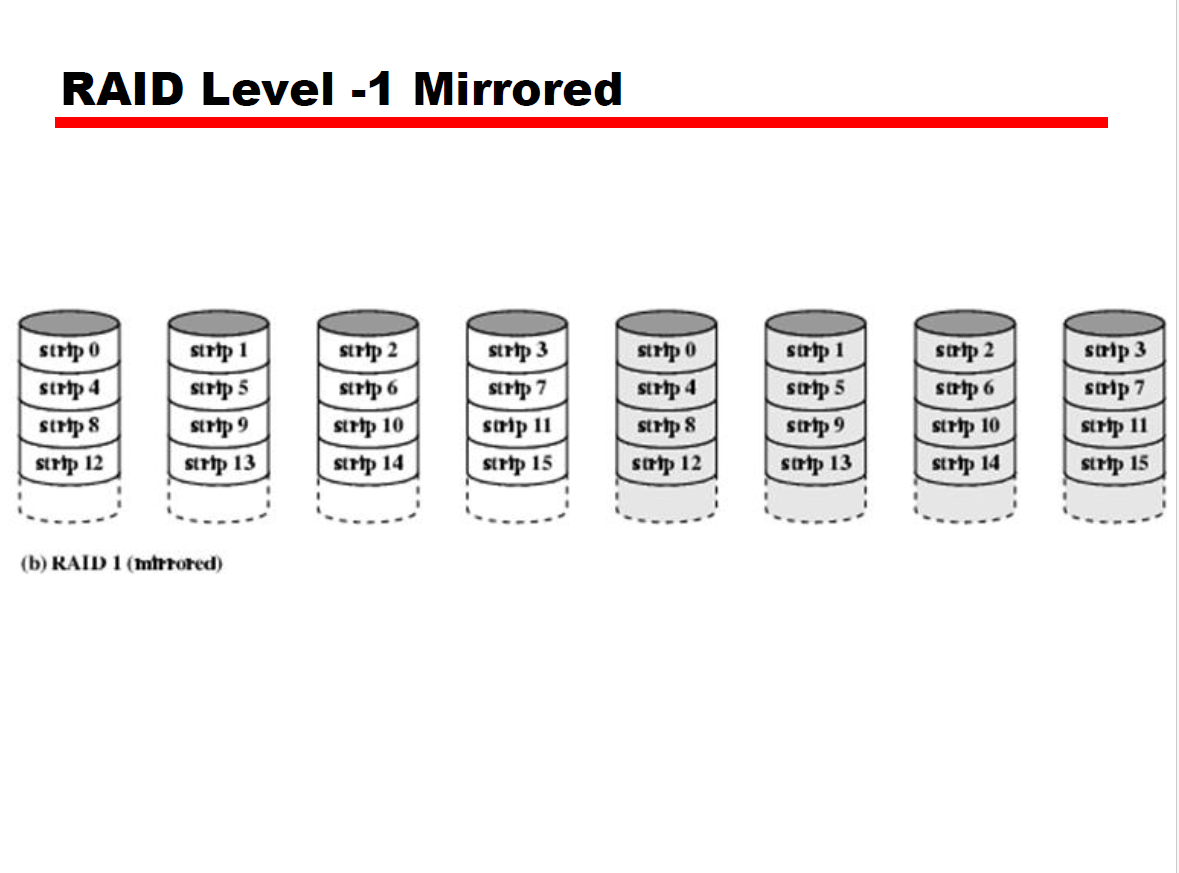 RAID Level -1 Mirrored
strip 0 strip 1 strip 2 strip 3 strip 0 strip 1 strip 2 strip 3
strip 4 strip 5 strip 6 strip 7 strip 4 strip 5 strip 6 strip 7
strip 8 strip 9 strip 10 strip 11 strip 8 strip 9 strip 10 strip 11
strip 12 strip 13 strip 14 strip 15 strip 12 strip 13 strip 14 strip 15
(b) RAID 1 (mirrored)